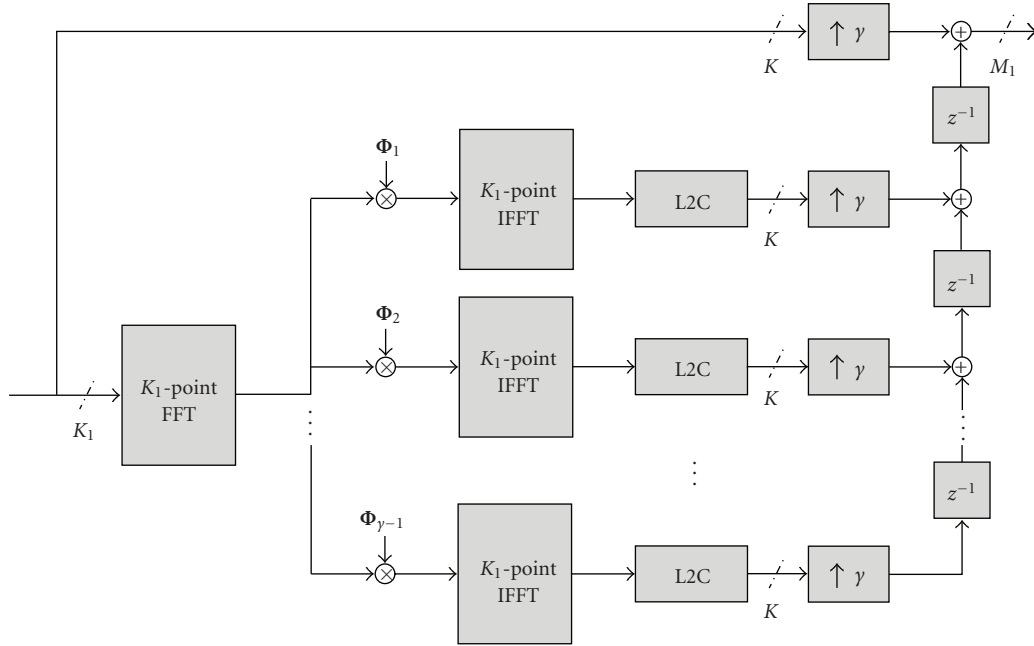 K ↑ γ + M₁
z⁻¹
Φ₁
× K₁-point IFFT L2C K ↑ γ +
z⁻¹
Φ₂
× K₁-point IFFT L2C K ↑ γ +
K₁ K₁-point FFT
⋮ ⋮ ⋮
z⁻¹
Φγ−1
× K₁-point IFFT L2C K ↑ γ